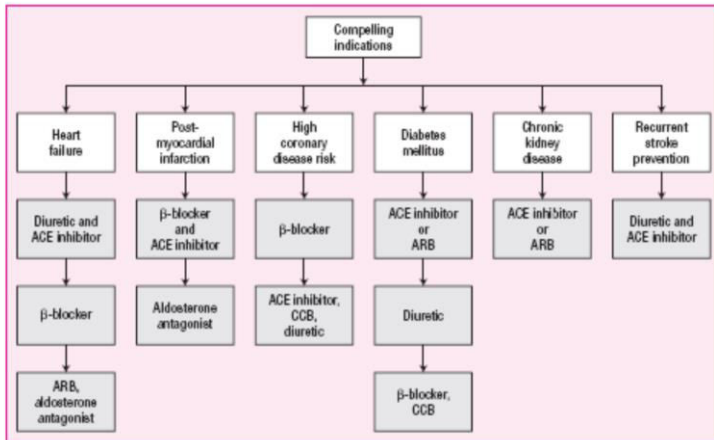 Compelling
indications
Heart
failure
Post-
myocardial
infarction
High
coronary
disease risk
Diabetes
mellitus
Chronic
kidney
disease
Recurrent
stroke
prevention
Diuretic and
ACE inhibitor
β-blocker
and
ACE inhibitor
β-blocker
ACE inhibitor
or
ARB
ACE inhibitor
or
ARB
Diuretic and
ACE inhibitor
β-blocker
Aldosterone
antagonist
ACE inhibitor,
CCB,
diuretic
Diuretic
ARB,
aldosterone
antagonist
β-blocker,
CCB